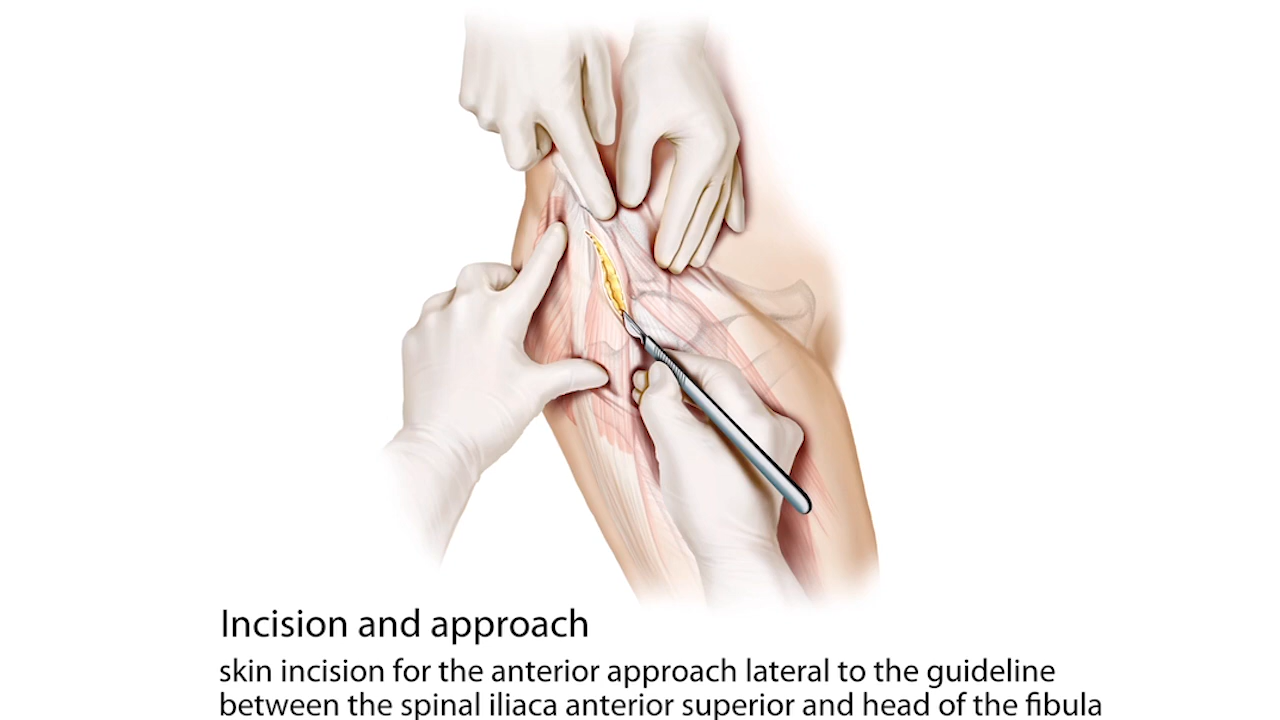 Incision and approach
skin incision for the anterior approach lateral to the guideline
between the spinal iliaca anterior superior and head of the fibula